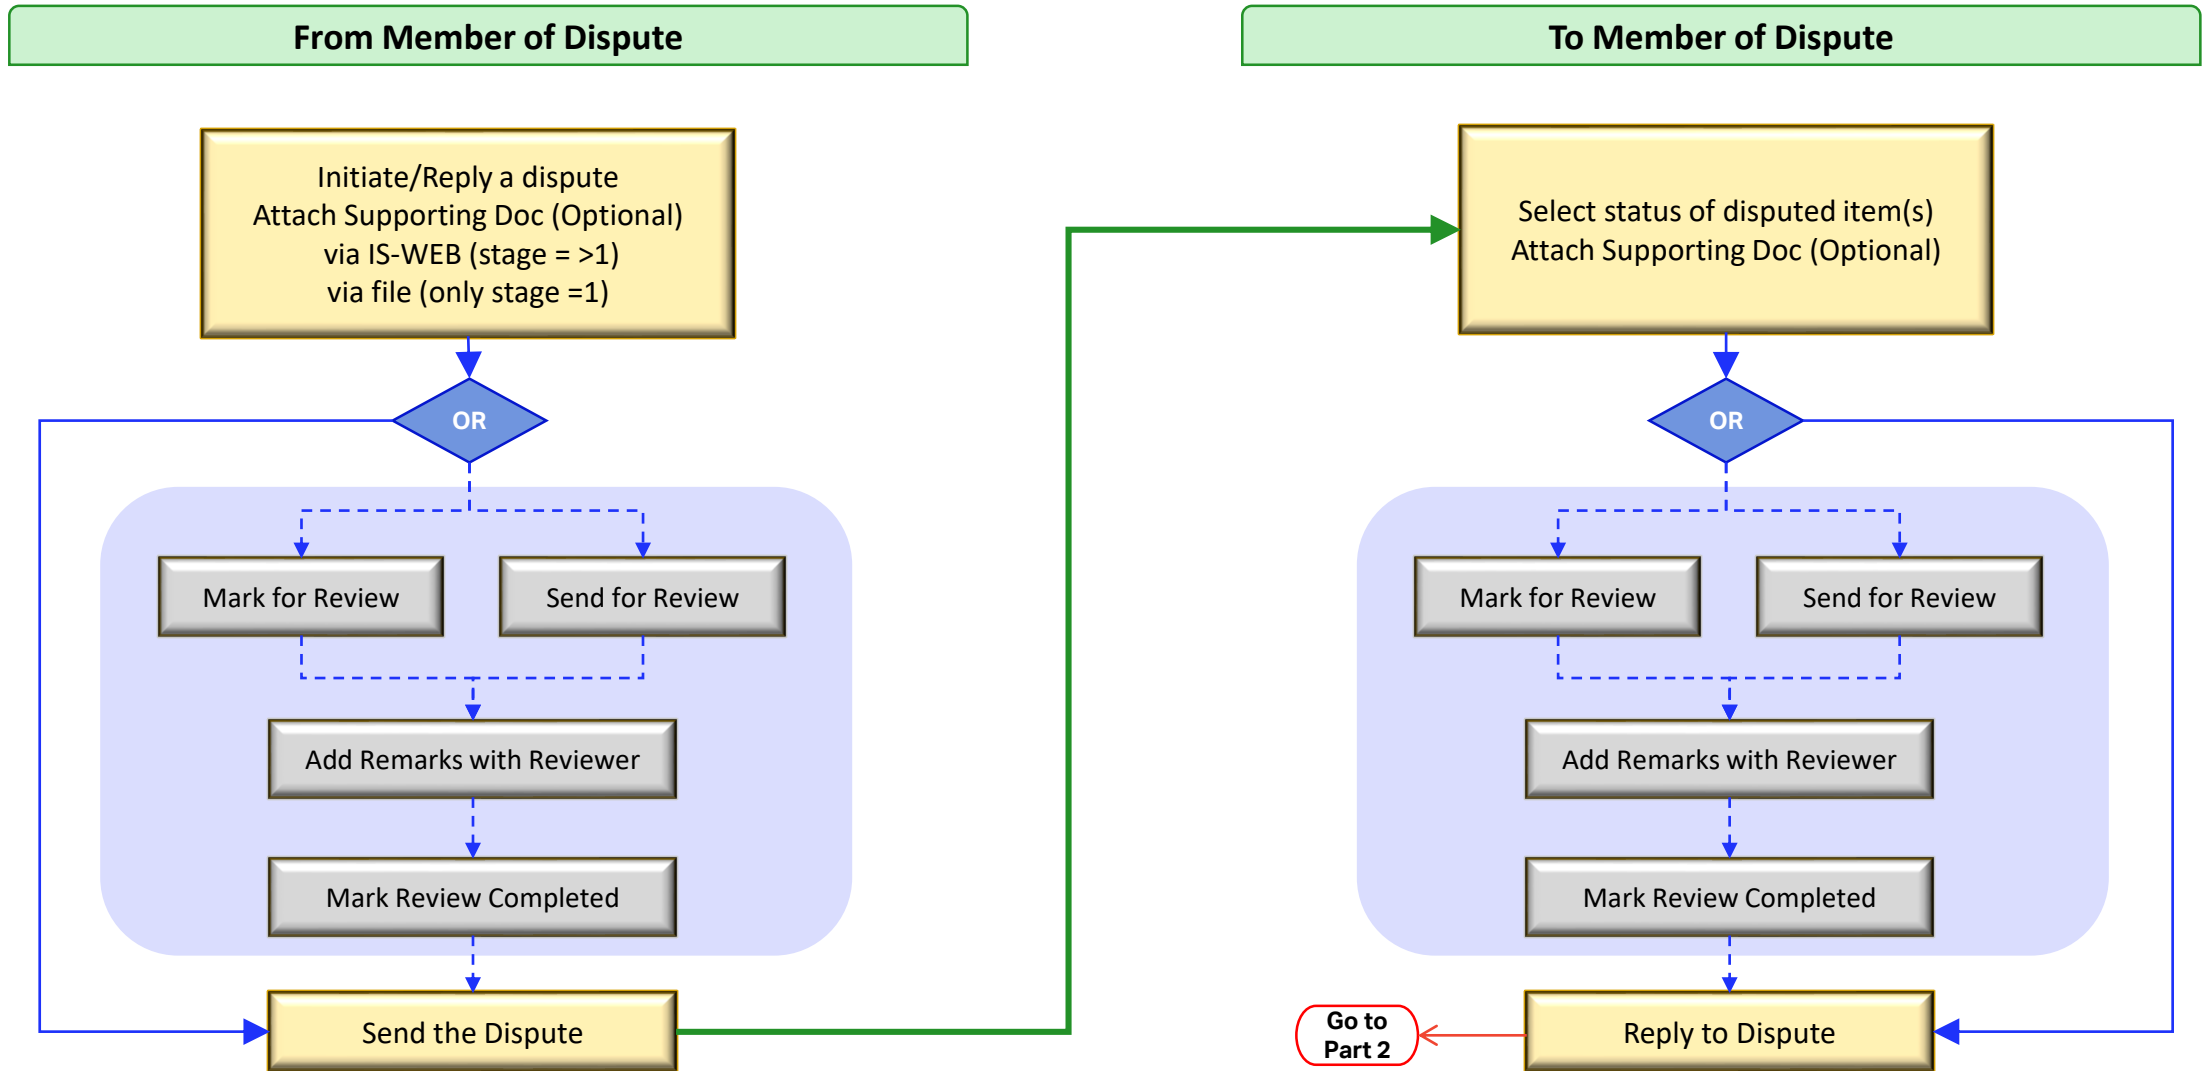 From Member of Dispute
Initiate/Reply a dispute
Attach Supporting Doc (Optional)
via IS-WEB (stage = >1)
via file (only stage =1)
OR
Mark for Review
Send for Review
Add Remarks with Reviewer
Mark Review Completed
Send the Dispute
To Member of Dispute
Select status of disputed item(s)
Attach Supporting Doc (Optional)
OR
Mark for Review
Send for Review
Add Remarks with Reviewer
Mark Review Completed
Reply to Dispute
Go to
Part 2